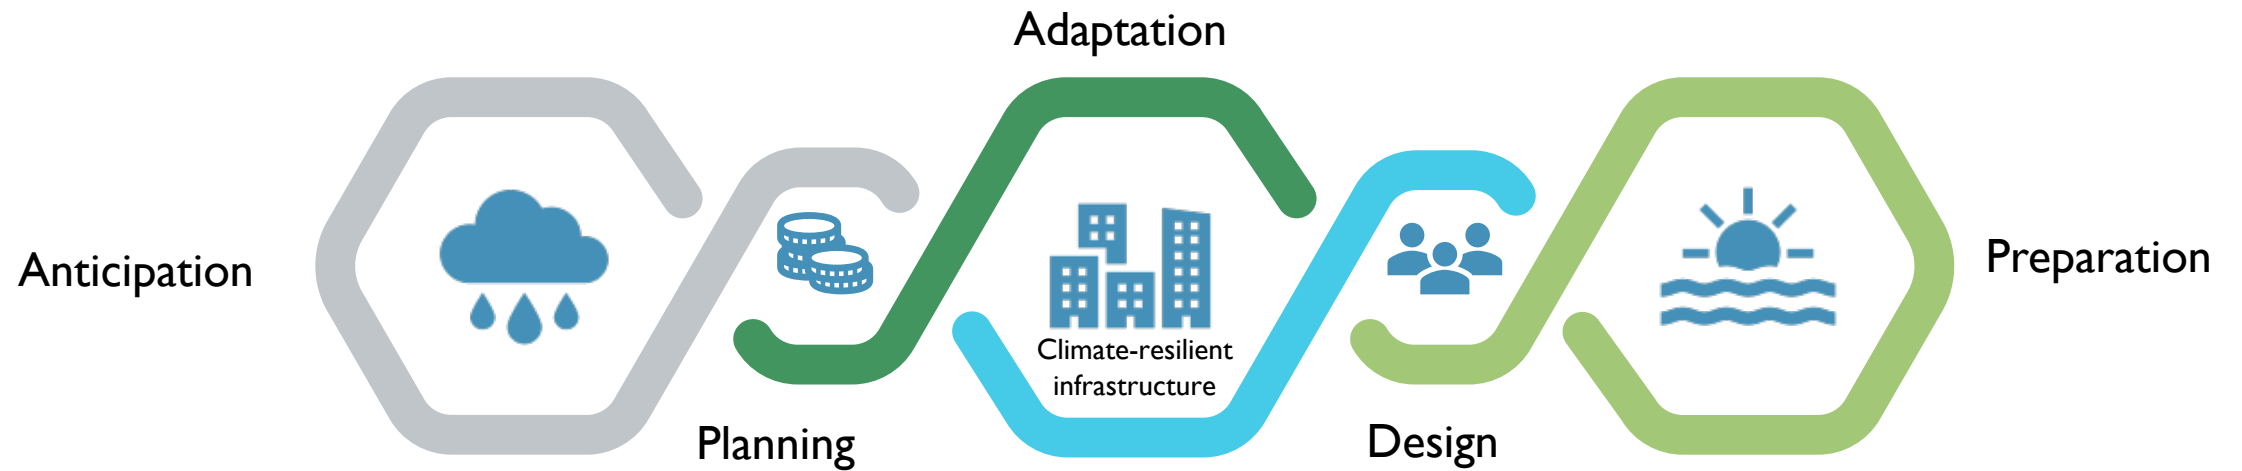 Adaptation
Anticipation
Preparation
Climate-resilient
infrastructure
Planning
Design